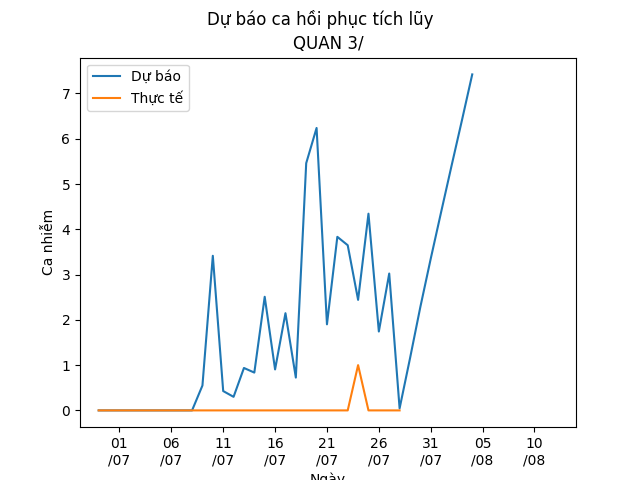 Dự báo ca hồi phục tích lũy
QUAN 3/
Dự báo
Thực tế
Ca nhiễm
7
6
5
4
3
2
1
0
01 06 11 16 21 26 31 05 10
/07 /07 /07 /07 /07 /07 /07 /08 /08
Ngày